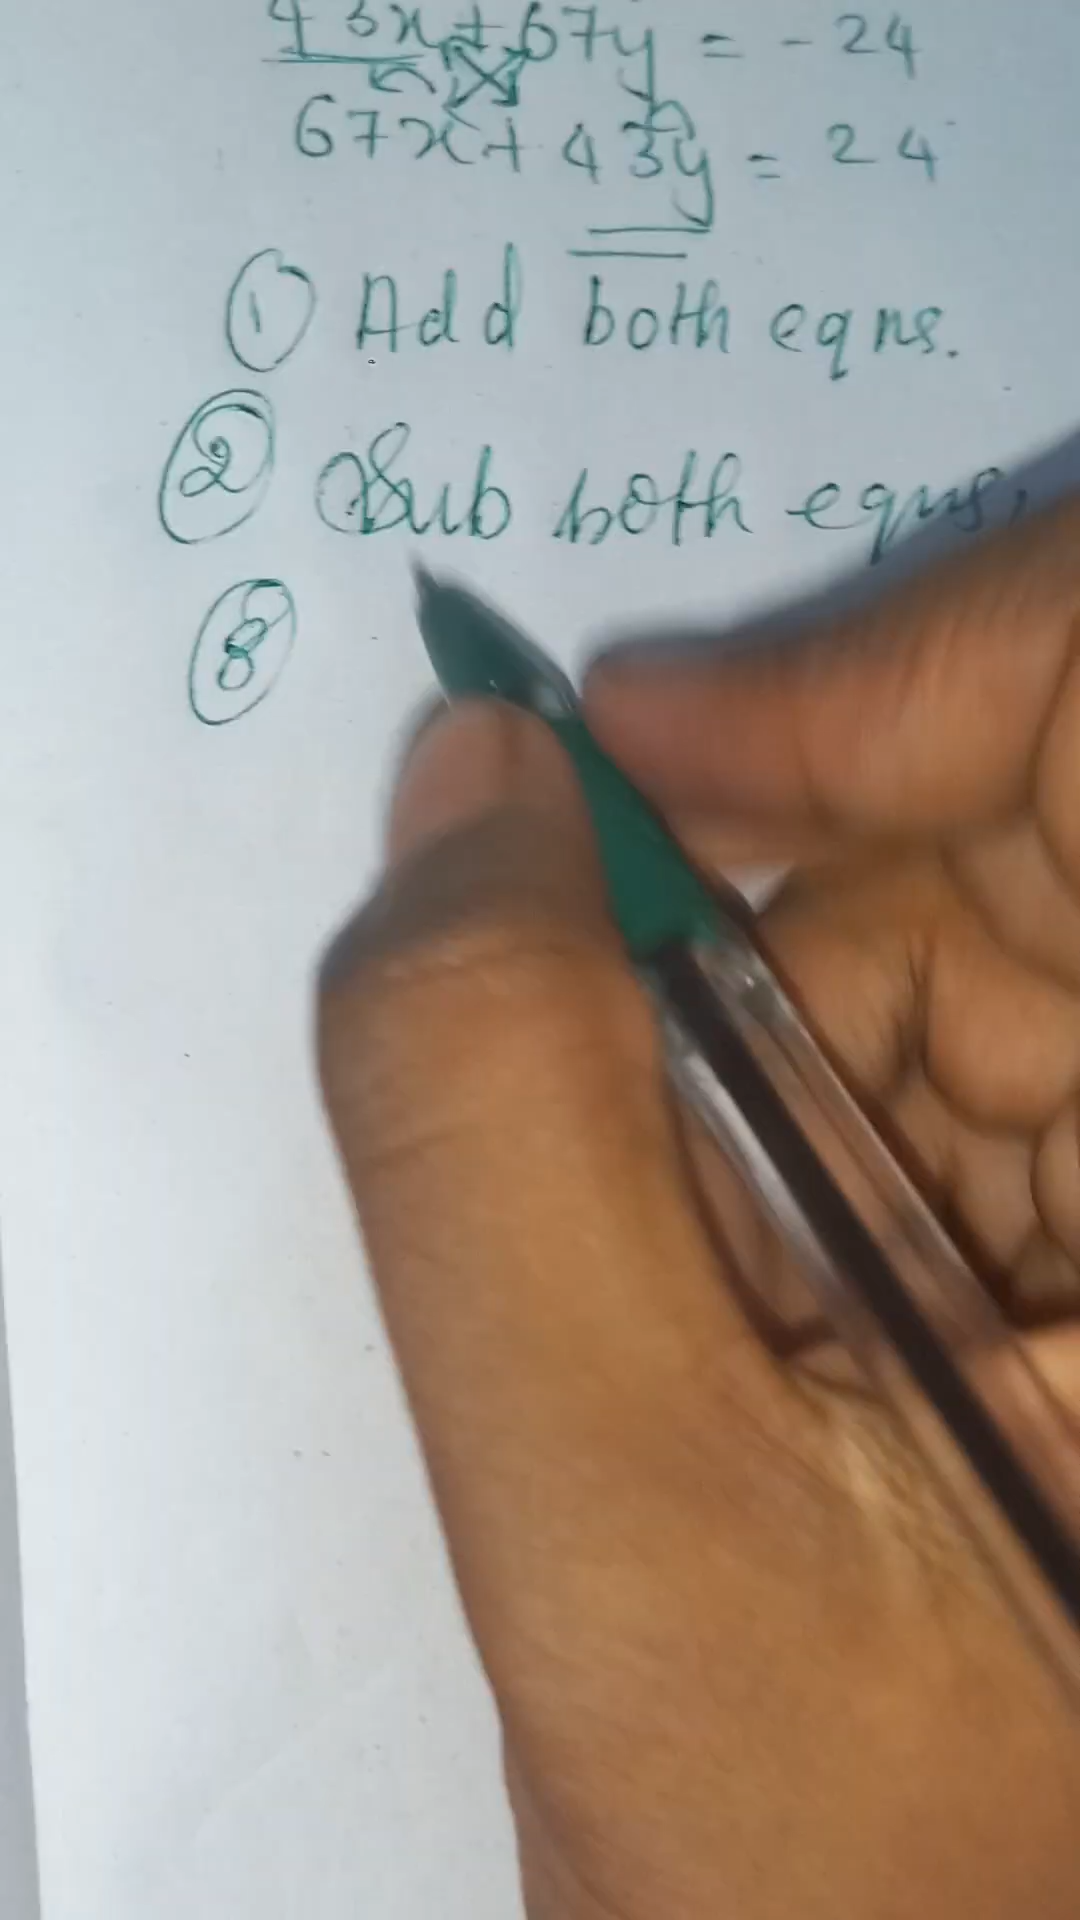 43x + 67y = - 24
67x + 43y = 24
① Add both eqns.
② Sub both eqns,
③